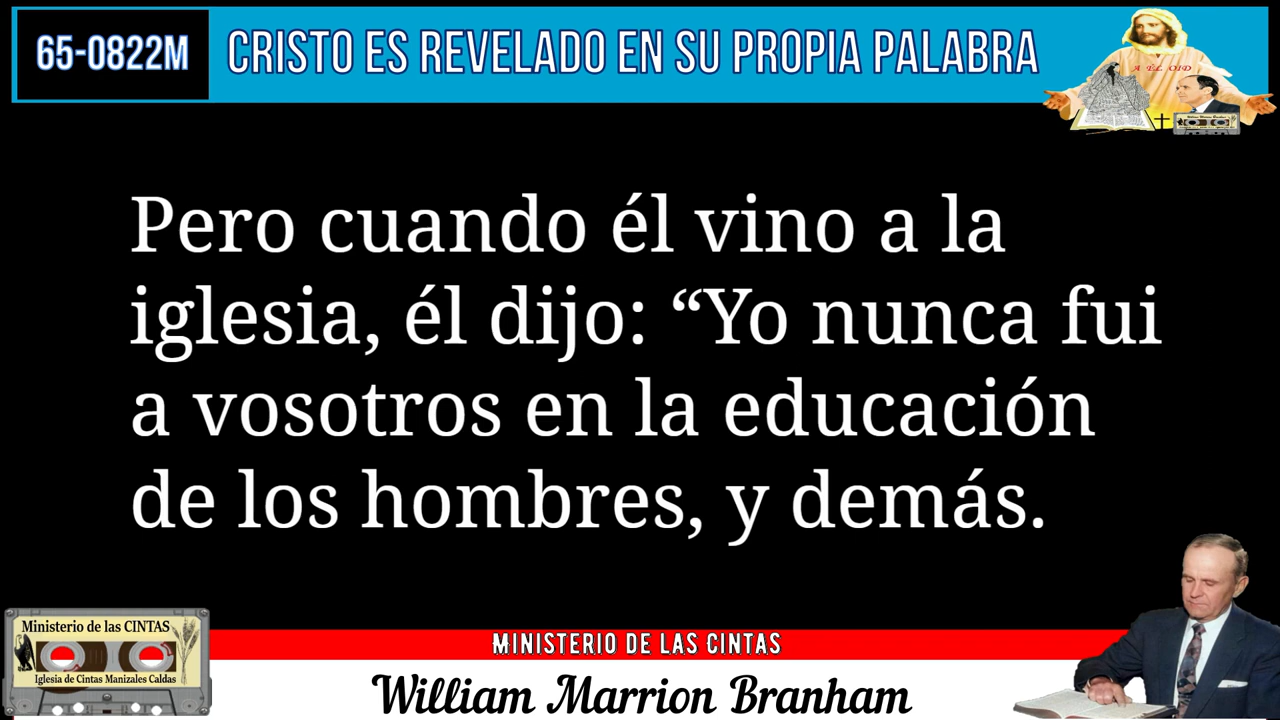 65-0822M
CRISTO ES REVELADO EN SU PROPIA PALABRA
A ÉL OID
Pero cuando él vino a la
iglesia, él dijo: “Yo nunca fui
a vosotros en la educación
de los hombres, y demás.
Ministerio de las CINTAS
Iglesia de Cintas Manizales Caldas
MINISTERIO DE LAS CINTAS
William Marrion Branham